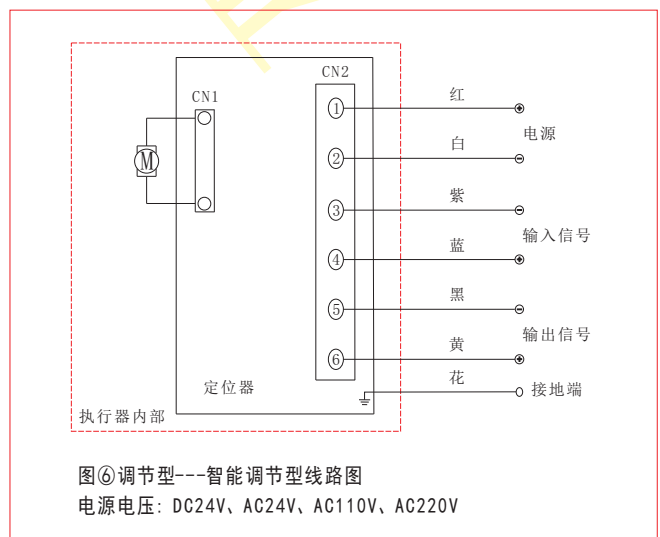 CN2
CN1
M
① 红
电源
② 白
③ 紫
输入信号
④ 蓝
⑤ 黑
输出信号
⑥ 黄
花
接地端
定位器
执行器内部
图⑥调节型---智能调节型线路图
电源电压: DC24V、AC24V、AC110V、AC220V